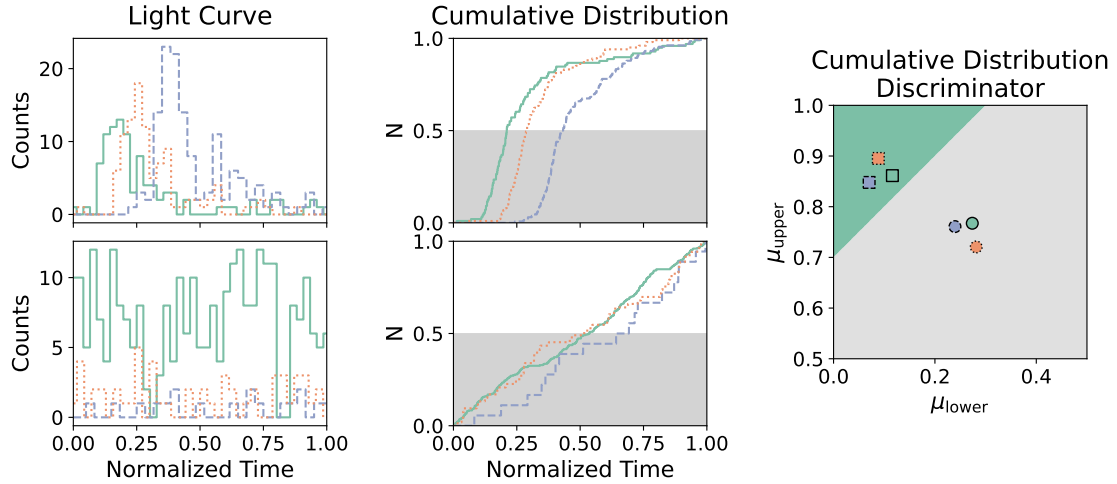 Light Curve
Cumulative Distribution
Cumulative Distribution
Discriminator
Counts
20
10
0
N
1.0
0.5
0.0
Counts
10
5
0
0.00 0.25 0.50 0.75 1.00
Normalized Time
N
1.0
0.5
0.0
0.00 0.25 0.50 0.75 1.00
Normalized Time
μupper
1.0
0.9
0.8
0.7
0.6
0.5
0.0 0.2 0.4
μlower